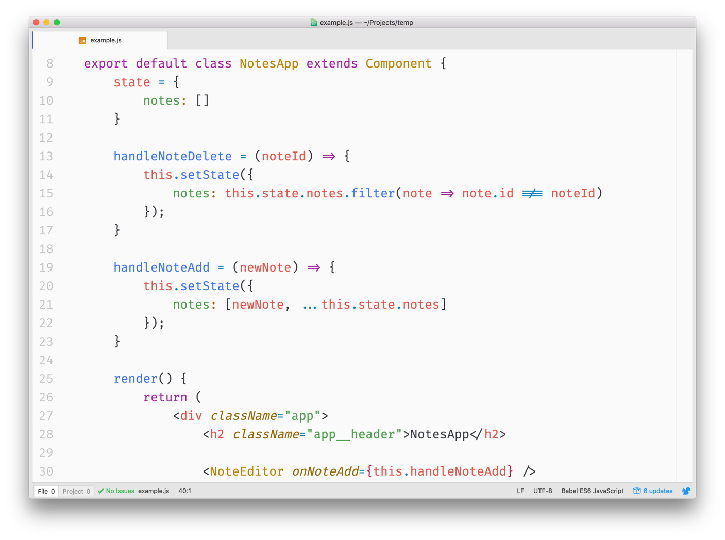 example.js — ~/Projects/temp
example.js
8 export default class NotesApp extends Component {
9 state = {
10 notes: []
11 }
12
13 handleNoteDelete = (noteId) => {
14 this.setState({
15 notes: this.state.notes.filter(note => note.id !== noteId)
16 });
17 }
18
19 handleNoteAdd = (newNote) => {
20 this.setState({
21 notes: [newNote, ...this.state.notes]
22 });
23 }
24
25 render() {
26 return (
27 <div className="app">
28 <h2 className="app__header">NotesApp</h2>
29
30 <NoteEditor onNoteAdd={this.handleNoteAdd} />
File 0 Project 0 ✓ No Issues example.js 40:1 LF UTF-8 Babel ES6 JavaScript 8 updates